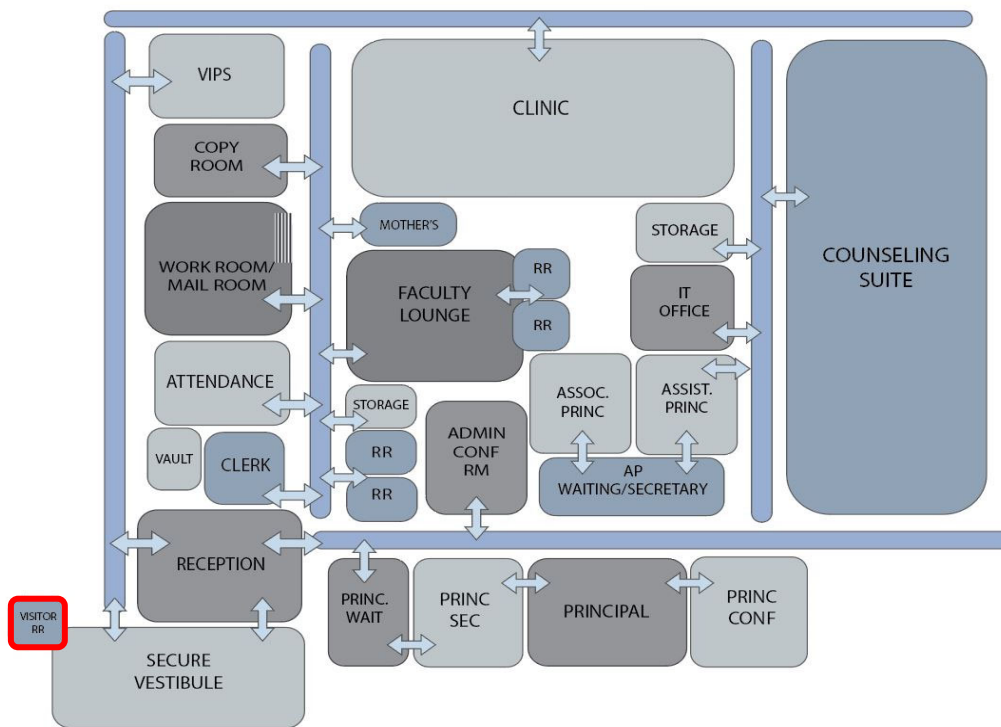 VIPS
CLINIC
COPY
ROOM
MOTHER'S
STORAGE
WORK ROOM/
MAIL ROOM
FACULTY
LOUNGE
RR
RR
IT
OFFICE
COUNSELING
SUITE
ATTENDANCE
STORAGE
ASSOC.
PRINC
ASSIST.
PRINC
VAULT
CLERK
RR
RR
ADMIN
CONF
RM
AP
WAITING/SECRETARY
RECEPTION
PRINC.
WAIT
PRINC
SEC
PRINCIPAL
PRINC
CONF
VISITOR
RR
SECURE
VESTIBULE